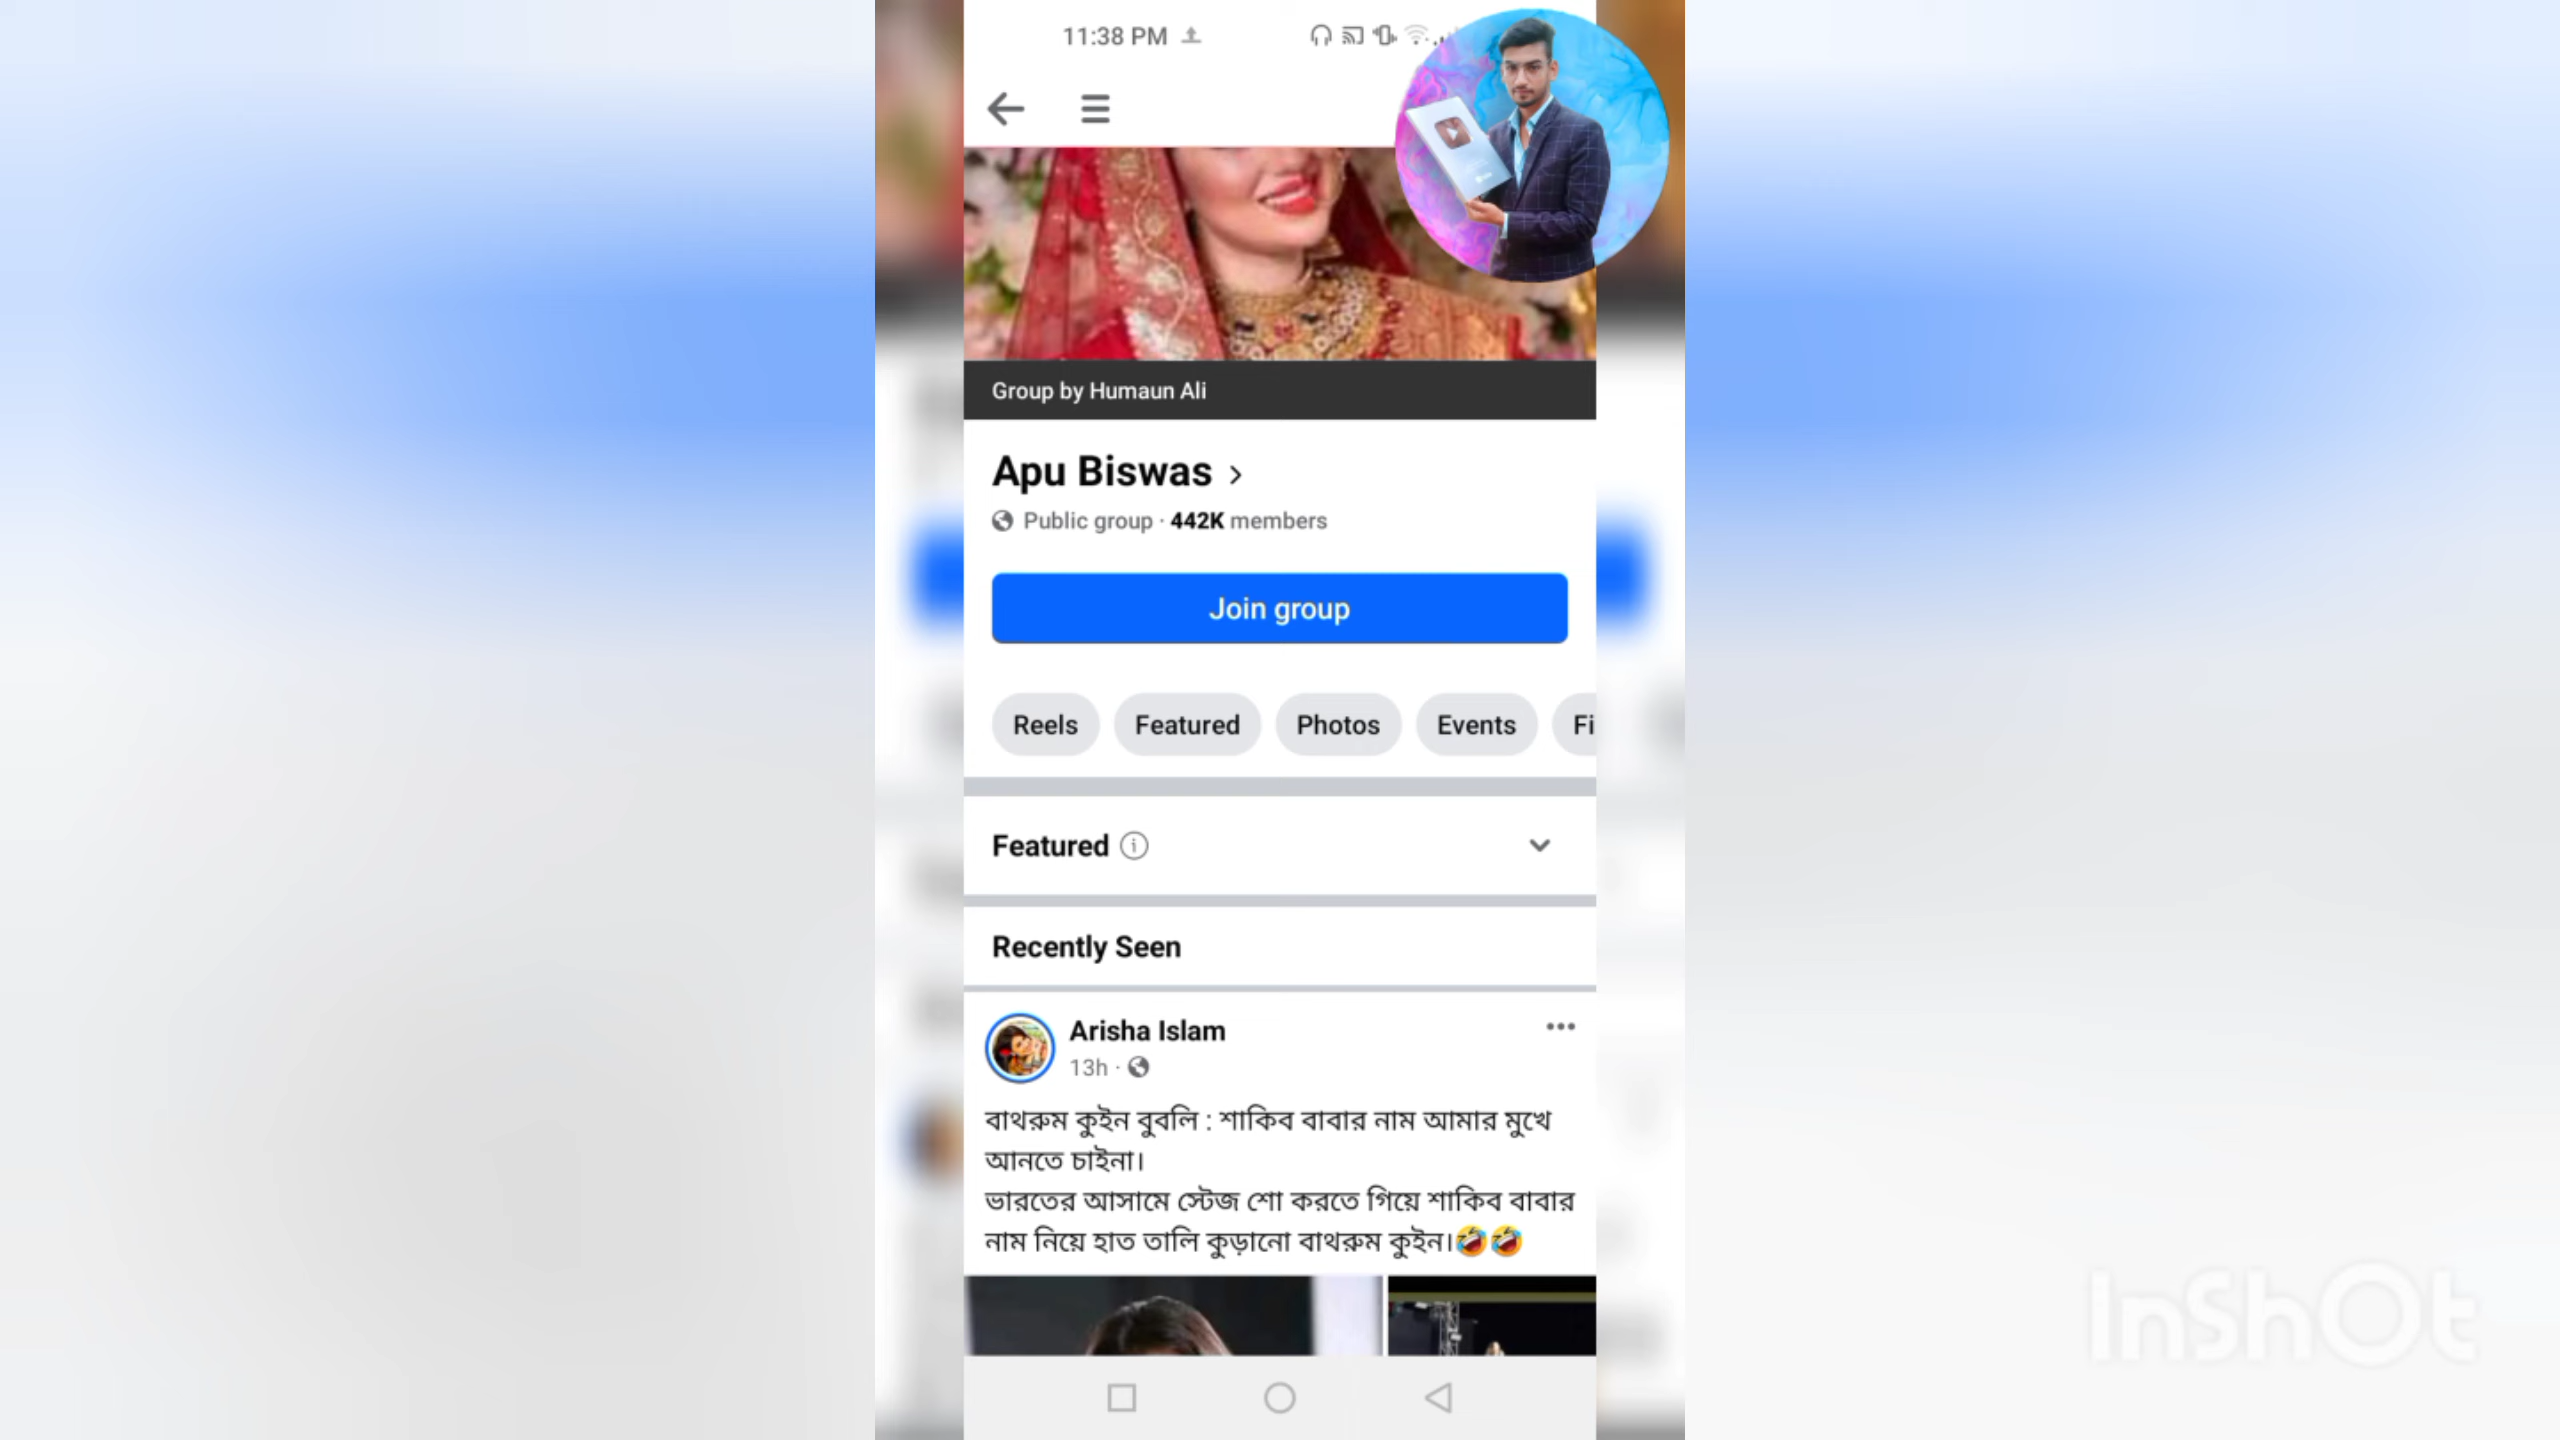 11:38 PM
Group by Humaun Ali
Apu Biswas
Public group · 442K members
Join group
Reels Featured Photos Events Fi
Featured
Recently Seen
Arisha Islam
13h ·
বাথরুম কুইন বুবলি : শাকিব বাবার নাম আমার মুখে
আনতে চাইনা।
ভারতের আসামে স্টেজ শো করতে গিয়ে শাকিব বাবার
নাম নিয়ে হাত তালি কুড়ানো বাথরুম কুইন।🤣🤣
InShOt